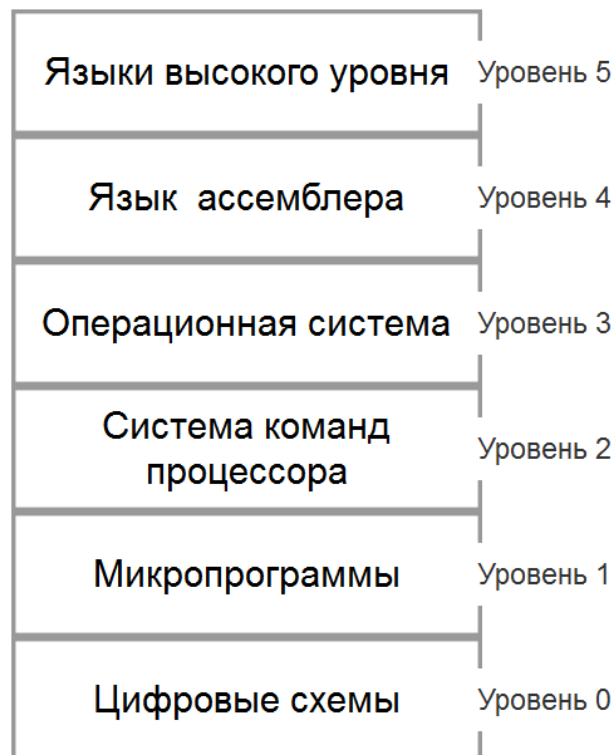 Языки высокого уровня Уровень 5
Язык ассемблера Уровень 4
Операционная система Уровень 3
Система команд
процессора Уровень 2
Микропрограммы Уровень 1
Цифровые схемы Уровень 0